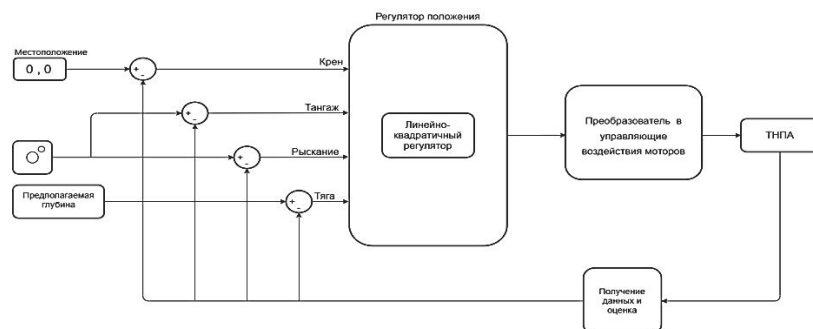 Регулятор положения
Местоположение
0 , 0
+
-
Крен
+
-
Тангаж
Линейно-
квадратичный
регулятор
Преобразователь в
управляющие
воздействия моторов
ТНПА
+
-
Рыскание
Предполагаемая
глубина
+
-
Тяга
Получение
данных и
оценка